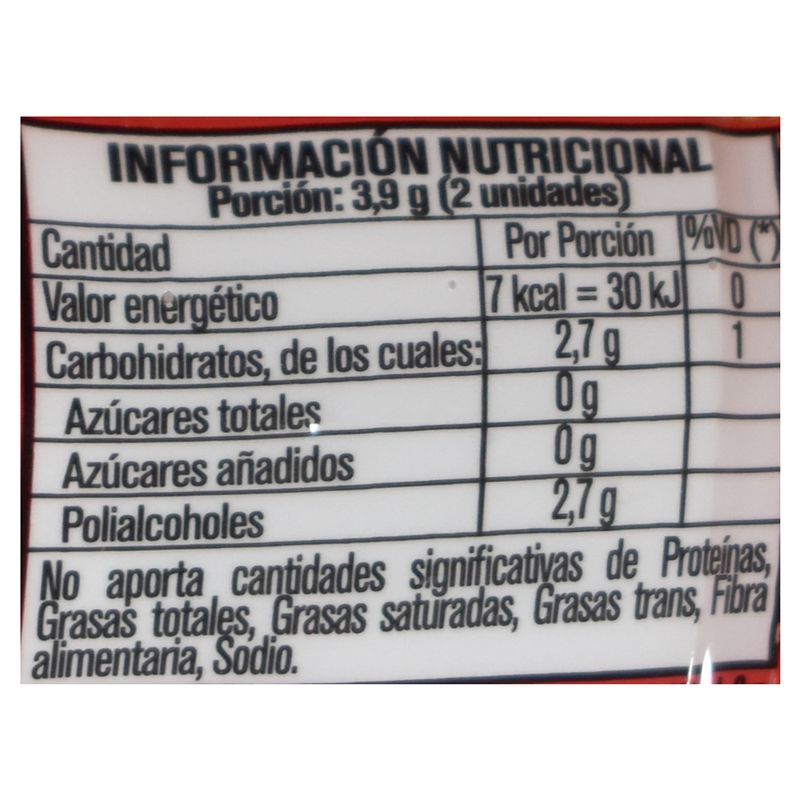 INFORMACIÓN NUTRICIONAL
Porción: 3,9 g (2 unidades)
Cantidad Por Porción %VD (*)
Valor energético 7 kcal = 30 kJ 0
Carbohidratos, de los cuales: 2,7 g 1
Azúcares totales 0 g
Azúcares añadidos 0 g
Polialcoholes 2,7 g
No aporta cantidades significativas de Proteínas,
Grasas totales, Grasas saturadas, Grasas trans, Fibra
alimentaria, Sodio.